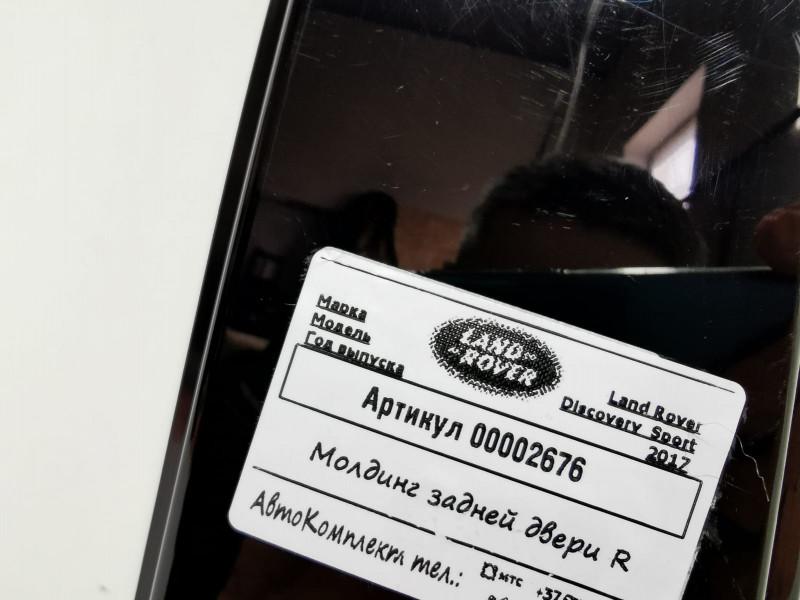 Марка
Модель
Год выпуска
LAND
ROVER
Land Rover
Discovery Sport
2017
Артикул 00002676
Молдинг задней двери R
АвтоКомплект тел.:
МТС